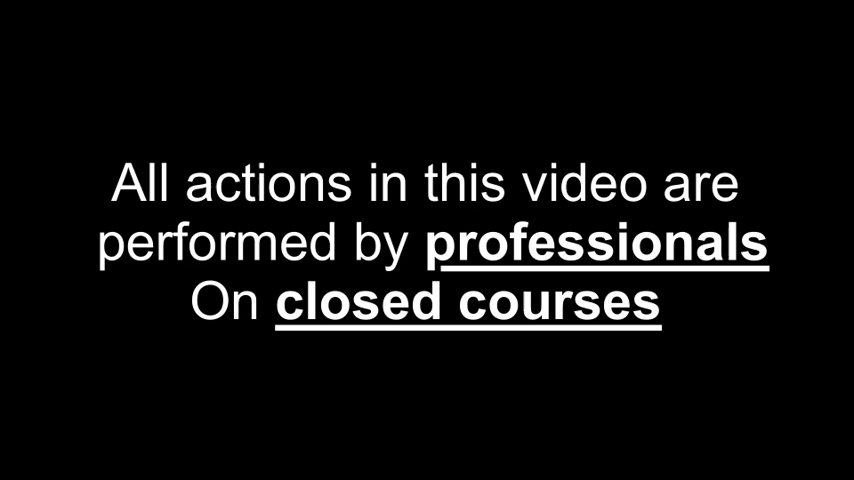 All actions in this video are
performed by professionals
On closed courses